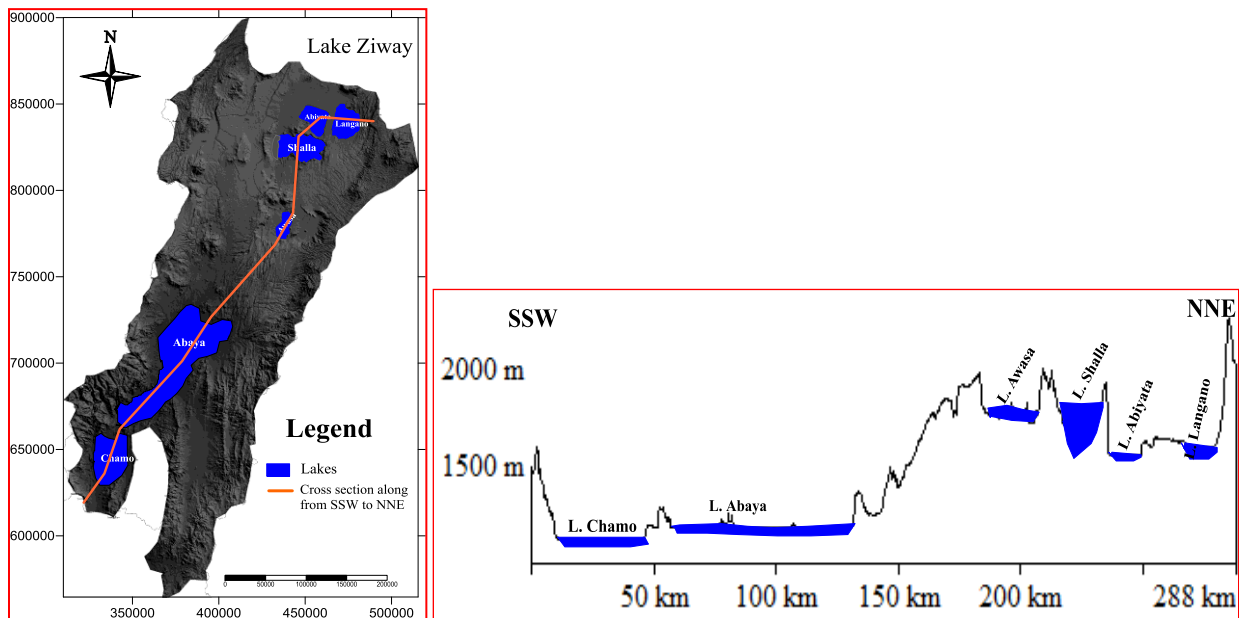 900000
850000
800000
750000
700000
650000
600000
350000
400000
450000
500000
N
Lake Ziway
Abiyata
Langano
Shalla
Awasa
Abaya
Chamo
Legend
Lakes
Cross section along
from SSW to NNE
0
50000
100000
150000
200000
SSW
NNE
2000 m
1500 m
L. Chamo
L. Abaya
L. Awasa
L. Shalla
L. Abiyata
Langano
50 km
100 km
150 km
200 km
288 km